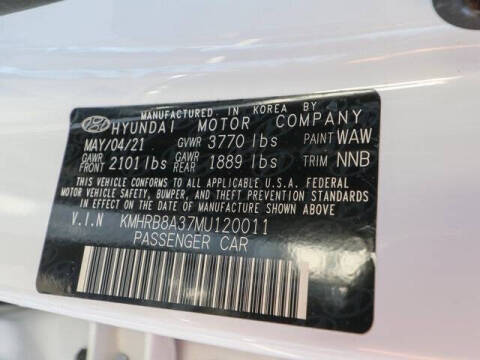 MANUFACTURED IN KOREA BY
HYUNDAI MOTOR COMPANY
MAY/04/21 GVWR 3770 lbs PAINT WAW
GAWR FRONT 2101 lbs GAWR REAR 1889 lbs TRIM NNB
THIS VEHICLE CONFORMS TO ALL APPLICABLE U.S.A. FEDERAL
MOTOR VEHICLE SAFETY, BUMPER, AND THEFT PREVENTION STANDARDS
IN EFFECT ON THE DATE OF MANUFACTURE SHOWN ABOVE.
V.I.N KMHRB8A37MU120011
PASSENGER CAR